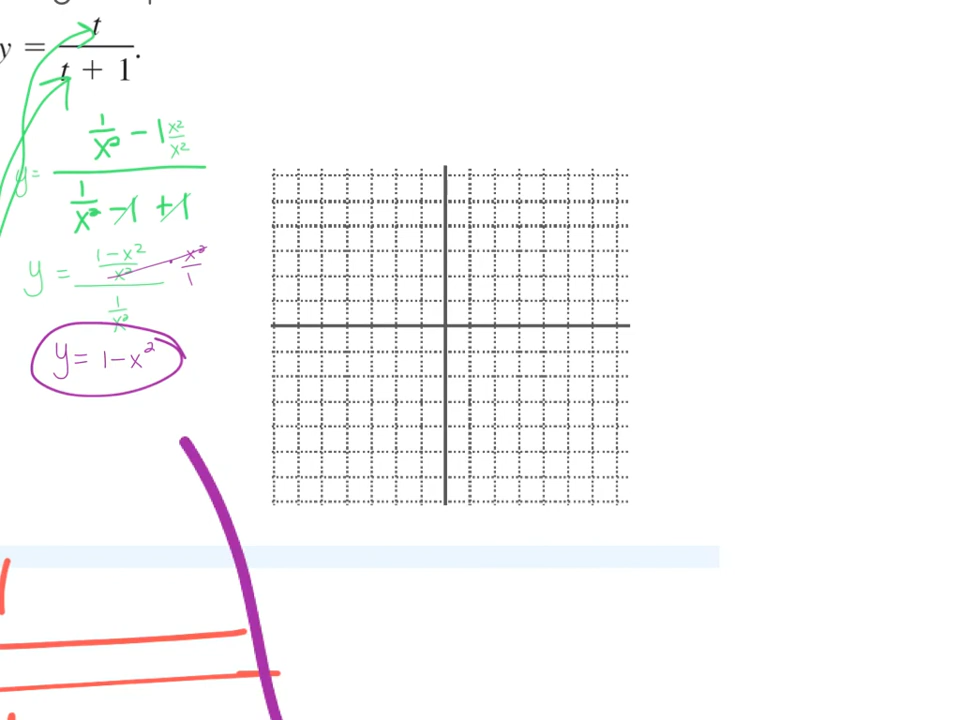 y = t / t + 1.
y = 1/x² - 1 x²/x² / 1/x² - 1 + 1
y = 1-x²/x² · x²/1 / 1/x²
y = 1-x²